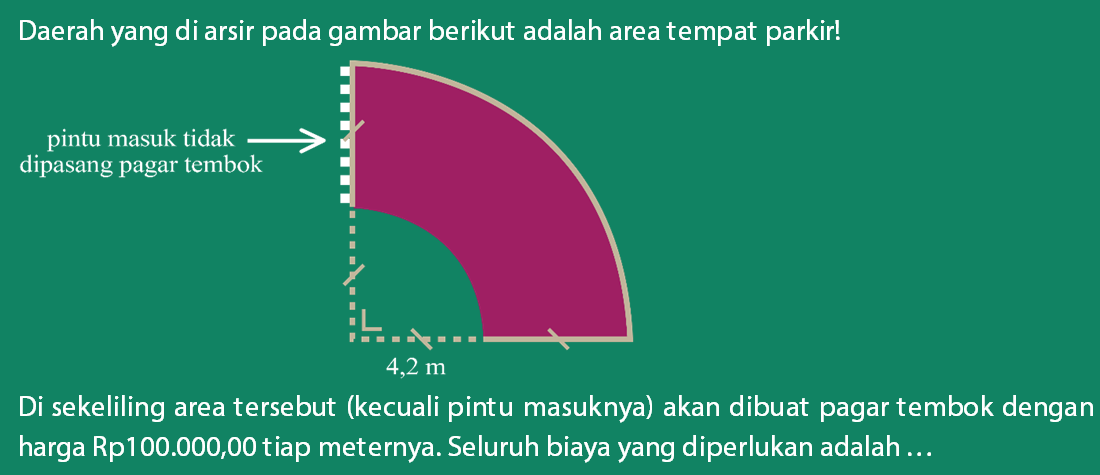 Daerah yang di arsir pada gambar berikut adalah area tempat parkir!
pintu masuk tidak
dipasang pagar tembok
4,2 m
Di sekeliling area tersebut (kecuali pintu masuknya) akan dibuat pagar tembok dengan
harga Rp100.000,00 tiap meternya. Seluruh biaya yang diperlukan adalah ...